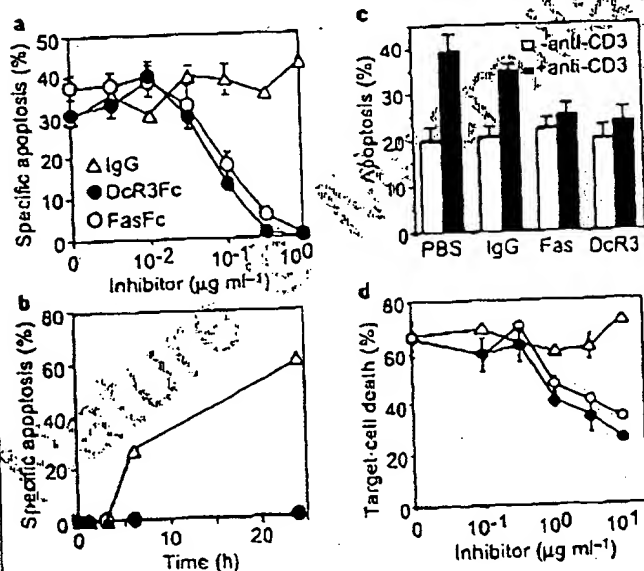 a
Specific apoptosis (%)
50
40
30
20
10
0
IgG
DcR3Fc
FasFc
0
10-2
10-1
100
Inhibitor (µg ml–1)
b
Specific apoptosis (%)
80
60
40
20
0
0
10
20
Time (h)
c
Apoptosis (%)
40
30
20
10
0
-anti-CD3
+anti-CD3
PBS
IgG
Fas
DcR3
d
Target-cell death (%)
80
60
40
20
0
0
10-1
100
101
Inhibitor (µg ml–1)